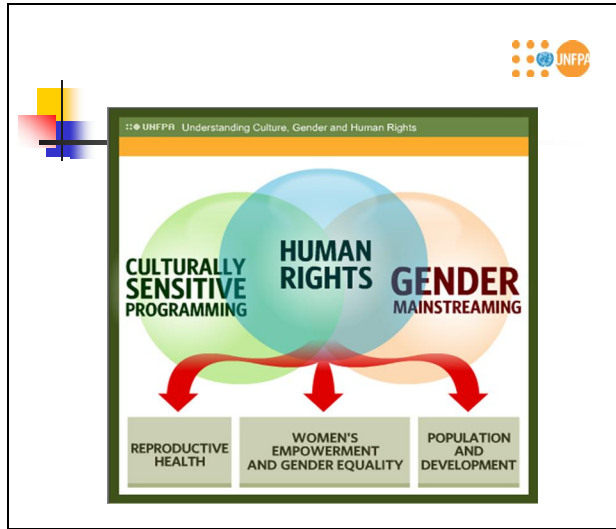 UNFPA
UNFPA Understanding Culture, Gender and Human Rights
CULTURALLY
SENSITIVE
PROGRAMMING
HUMAN
RIGHTS
GENDER
MAINSTREAMING
REPRODUCTIVE
HEALTH
WOMEN'S
EMPOWERMENT
AND GENDER EQUALITY
POPULATION
AND
DEVELOPMENT